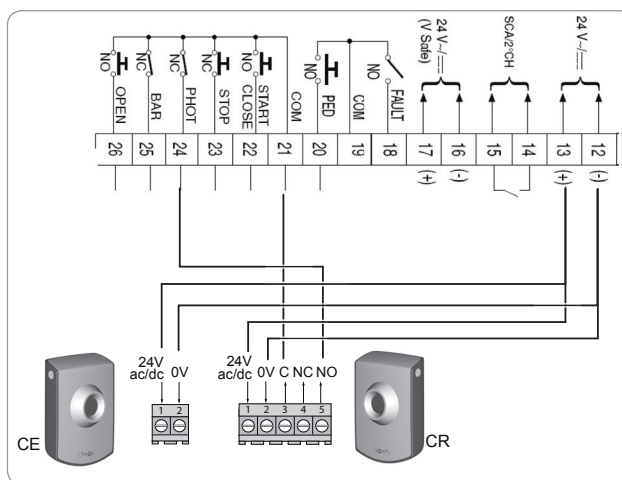 24 V~/⎓
(V Safe)
SCA/2°CH
24 V~/⎓
NO
NC
NC
NC
NO
NO
NO
OPEN
BAR
PHOT
STOP
CLOSE
START
COM
PED
COM
FAULT
26 25 24 23 22 21 20 19 18 17 16 15 14 13 12
(+) (-) (+) (-)
24V
ac/dc 0V
24V
ac/dc 0V C NC NO
1 2
1 2 3 4 5
CE
CR